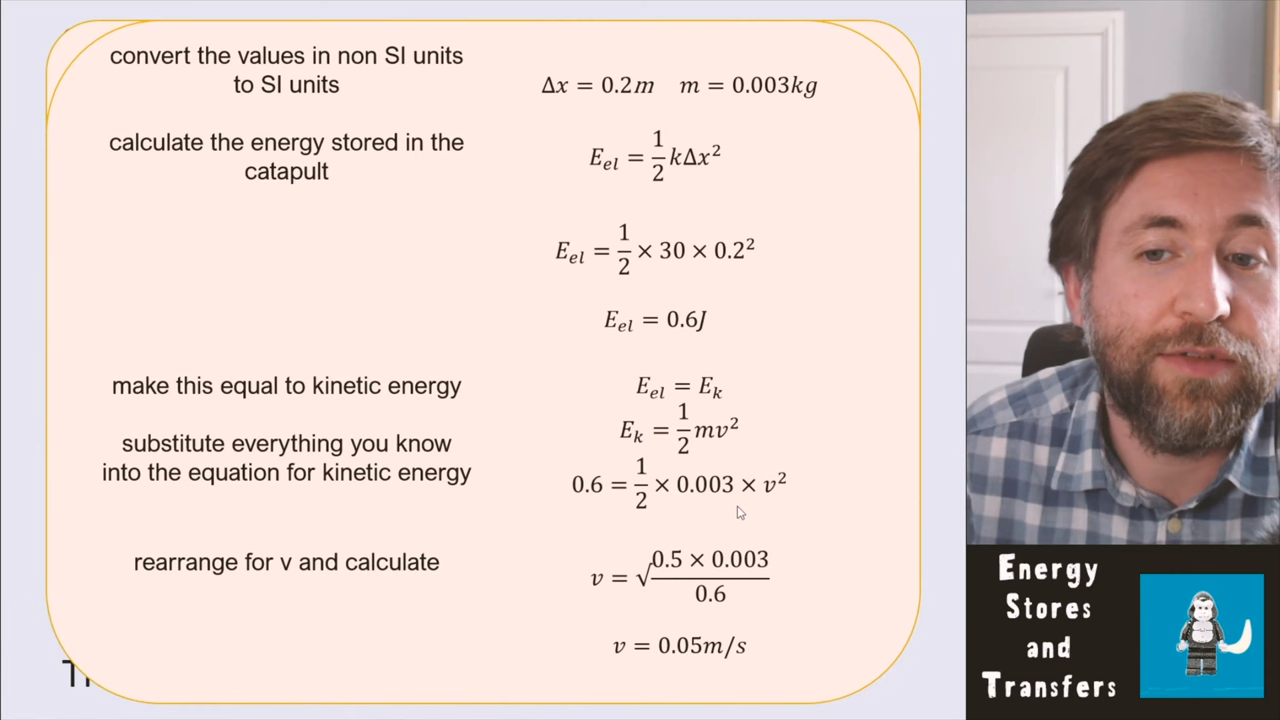 convert the values in non SI units
to SI units
Δx = 0.2m m = 0.003kg
calculate the energy stored in the
catapult
E_el = 1/2 kΔx²
E_el = 1/2 × 30 × 0.2²
E_el = 0.6J
make this equal to kinetic energy
E_el = E_k
E_k = 1/2 mv²
substitute everything you know
into the equation for kinetic energy
0.6 = 1/2 × 0.003 × v²
rearrange for v and calculate
v = √(0.5 × 0.003 / 0.6)
v = 0.05m/s
Energy
Stores
and
Transfers